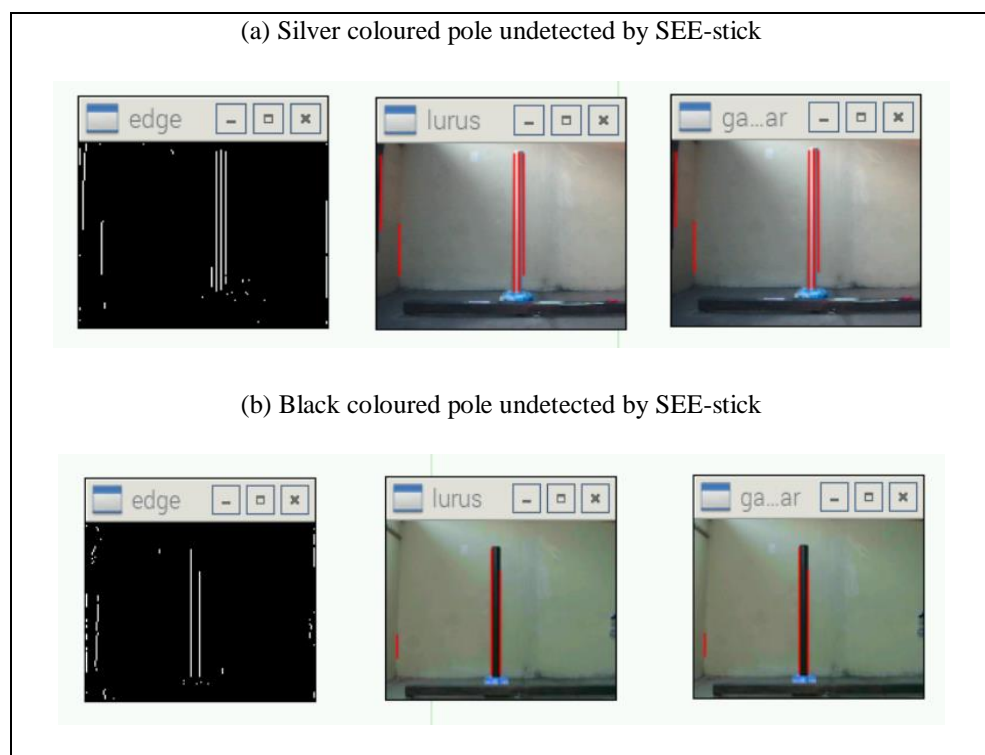 (a) Silver coloured pole undetected by SEE-stick
edge lurus ga...ar
(b) Black coloured pole undetected by SEE-stick
edge lurus ga...ar